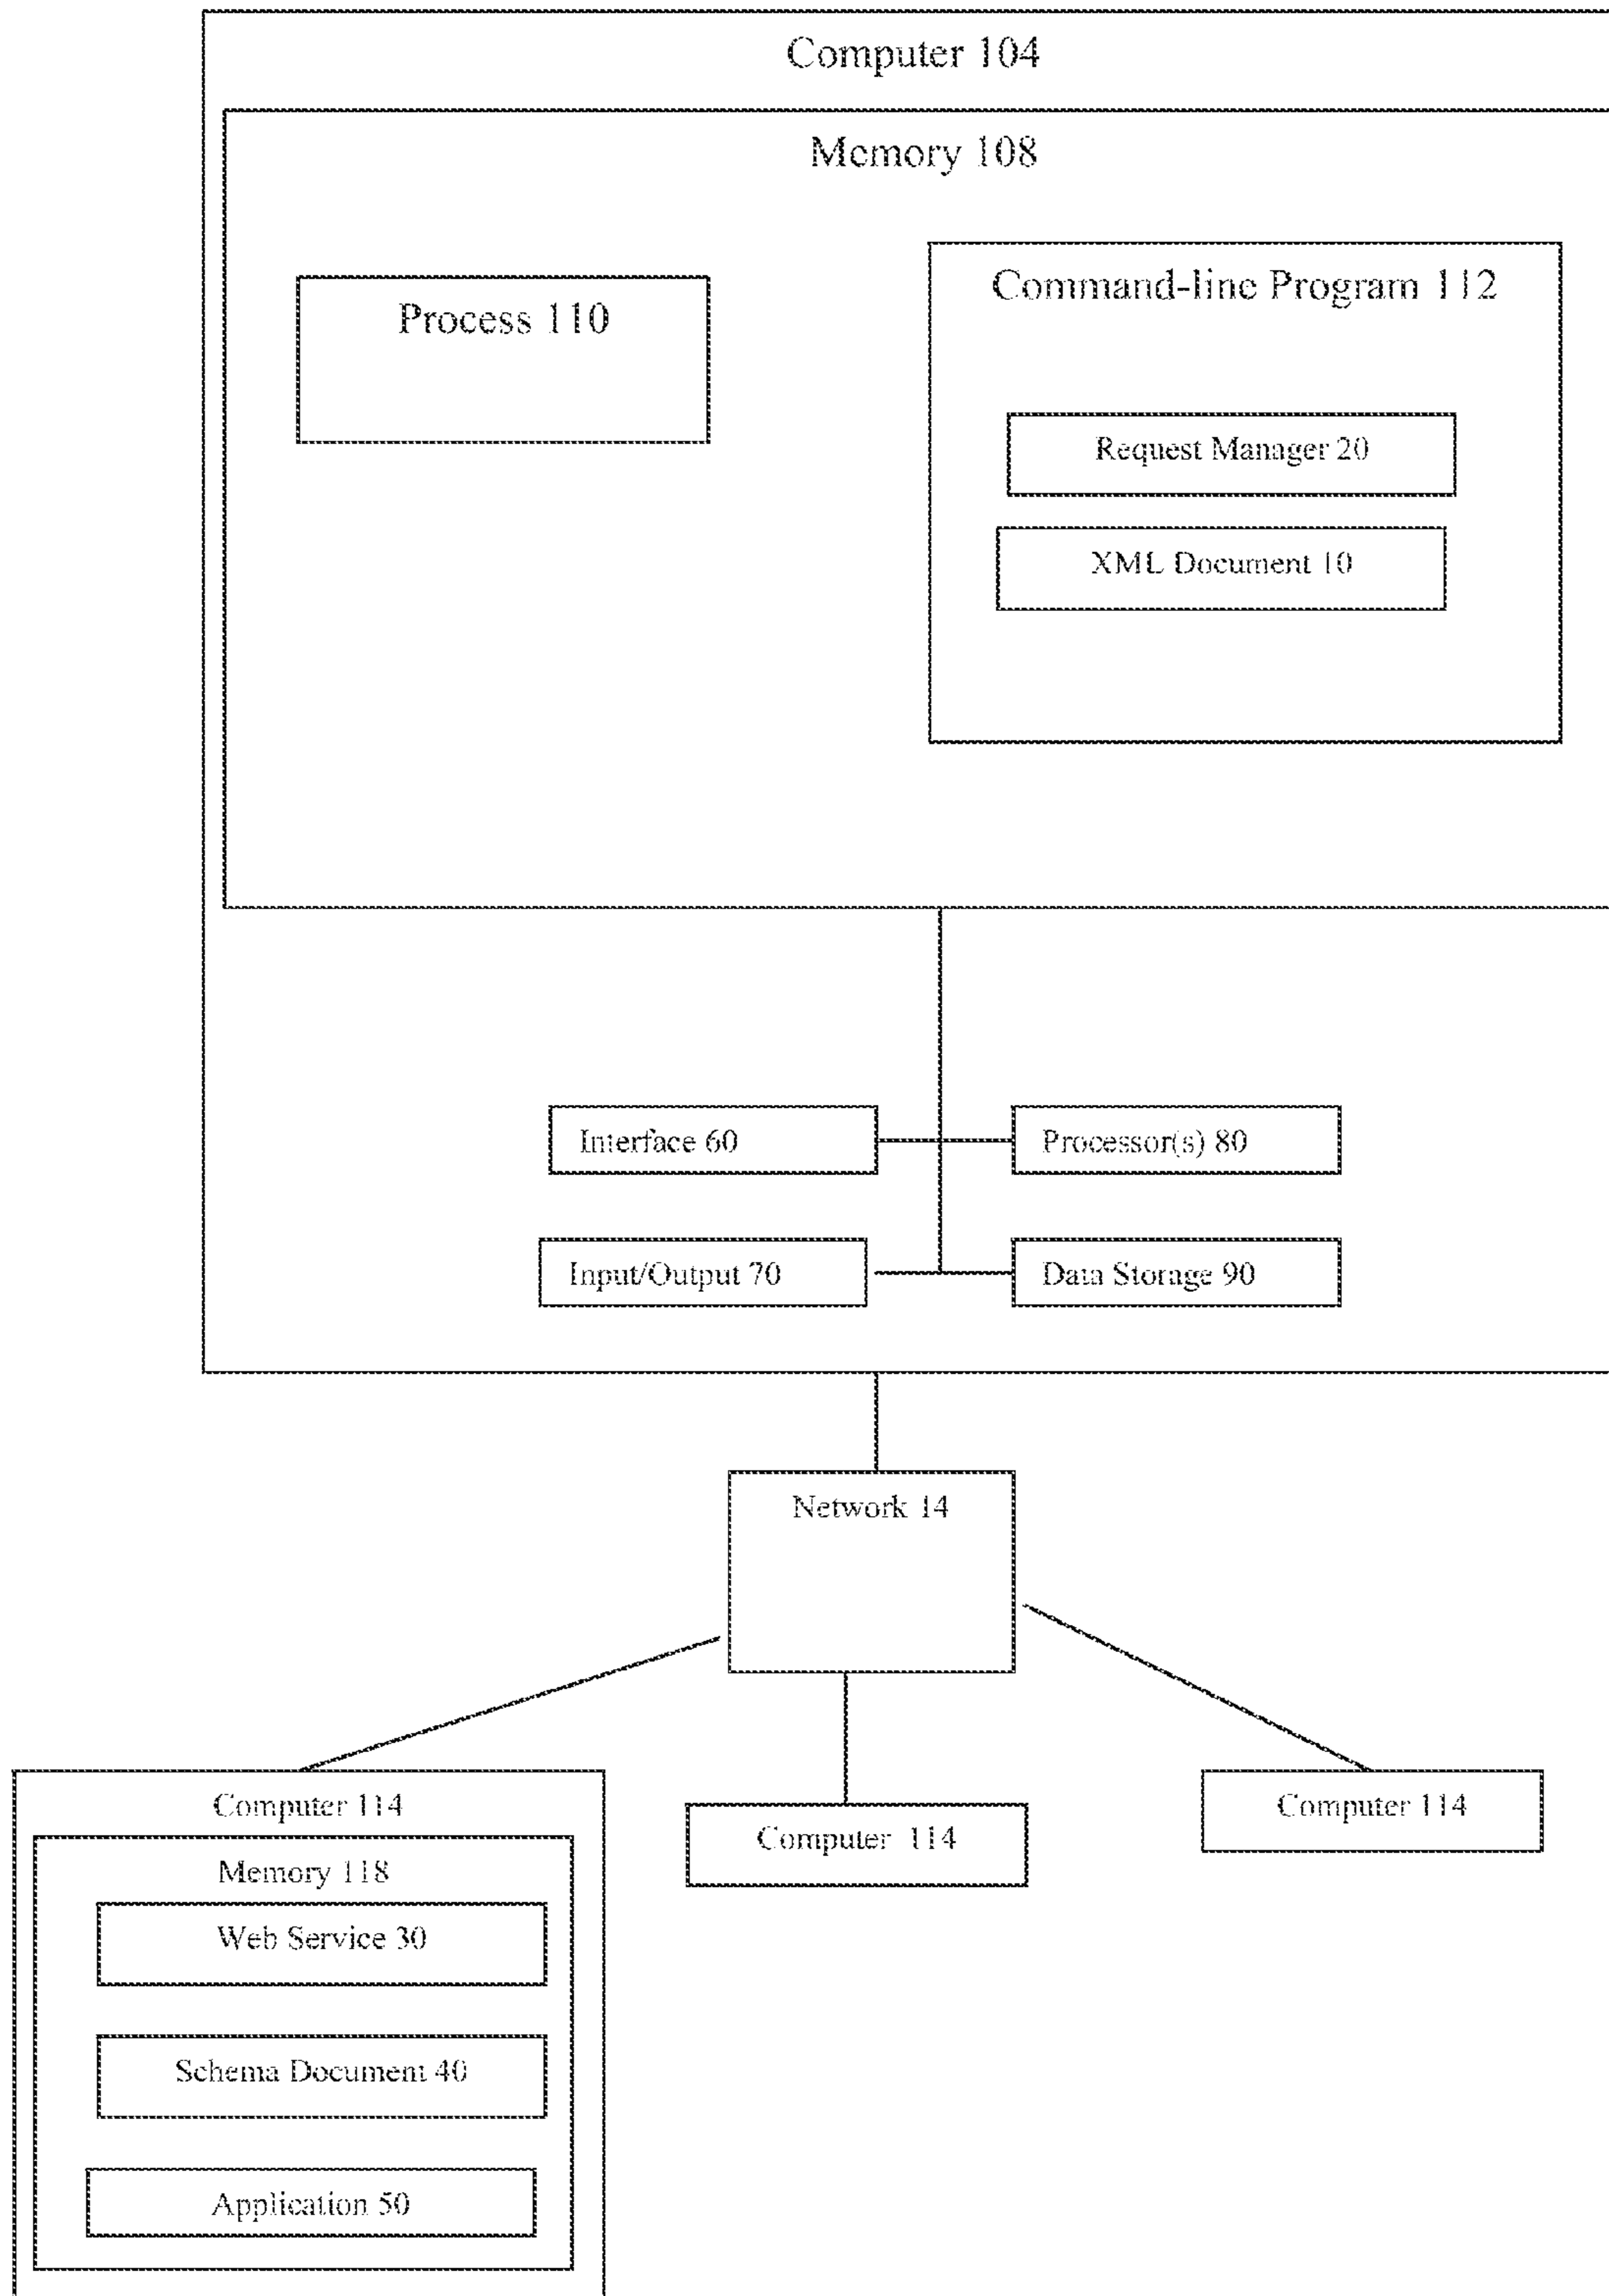 Computer 104
Memory 108
Process 110
Command-line Program 112
Request Manager 20
XML Document 10
Interface 60
Processor(s) 80
Input/Output 70
Data Storage 90
Network 14
Computer 114
Computer 114
Computer 114
Memory 118
Web Service 30
Schema Document 40
Application 50